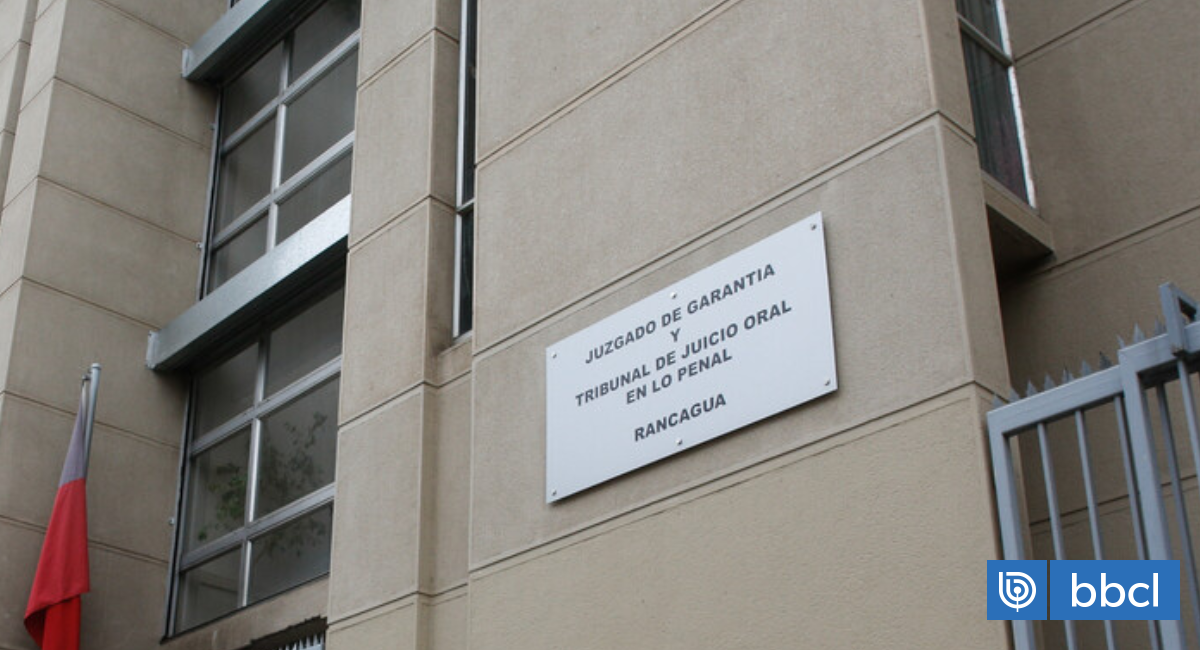 JUZGADO DE GARANTIA
Y
TRIBUNAL DE JUICIO ORAL
EN LO PENAL
RANCAGUA
bbcl